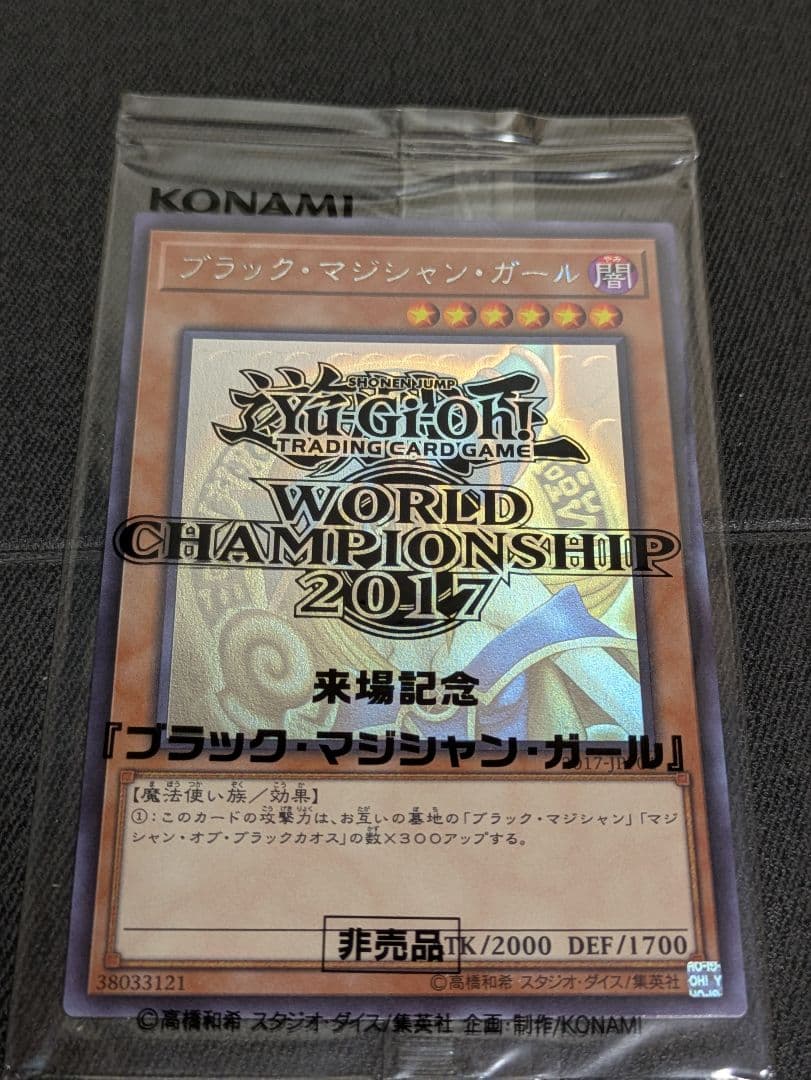 KONAMI
ブラック・マジシャン・ガール 闇
やみ
SHONEN JUMP
Yu-Gi-Oh!
TRADING CARD GAME
WORLD
CHAMPIONSHIP
2017
来場記念
『ブラック・マジシャン・ガール』
【魔法使い族/効果】
①:このカードの攻撃力は、お互いの墓地の「ブラック・マジシャン」「マジ
シャン・オブ・ブラックカオス」の数×300アップする。
非売品
TK/2000 DEF/1700
38033121
©高橋和希 スタジオ・ダイス/集英社
©高橋和希 スタジオ・ダイス/集英社 企画・制作/KONAMI